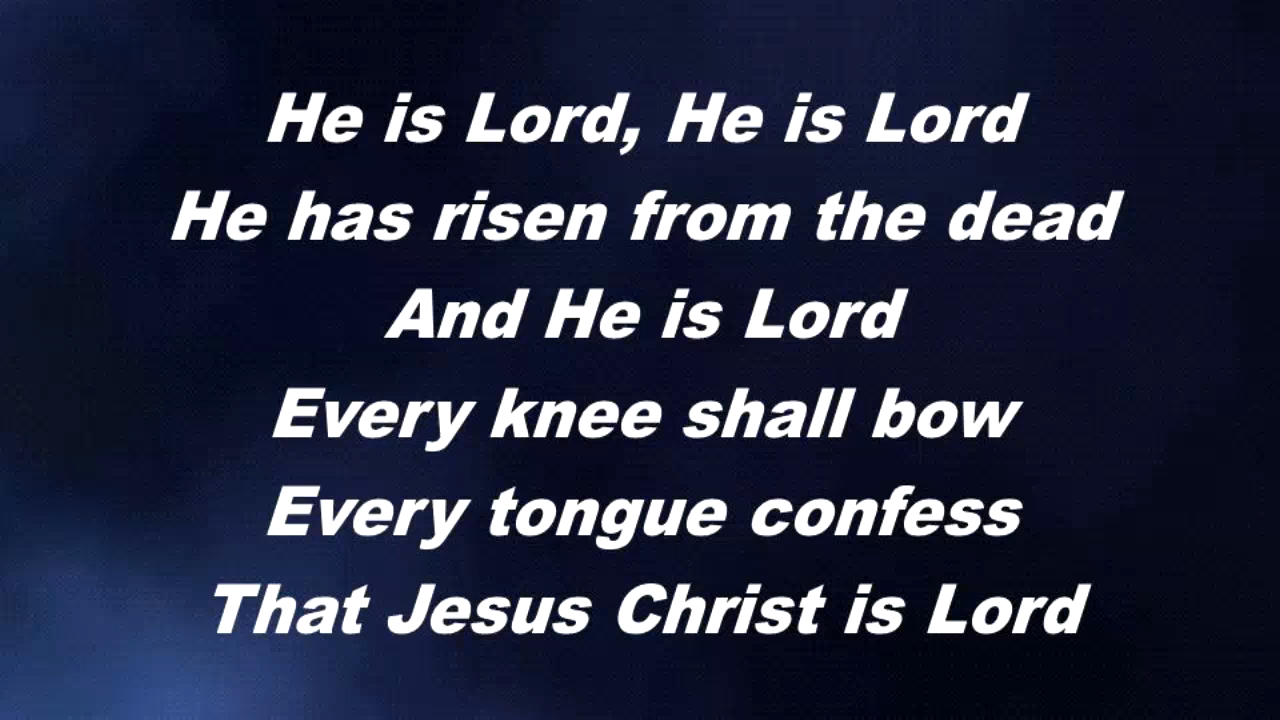 He is Lord, He is Lord
He has risen from the dead
And He is Lord
Every knee shall bow
Every tongue confess
That Jesus Christ is Lord